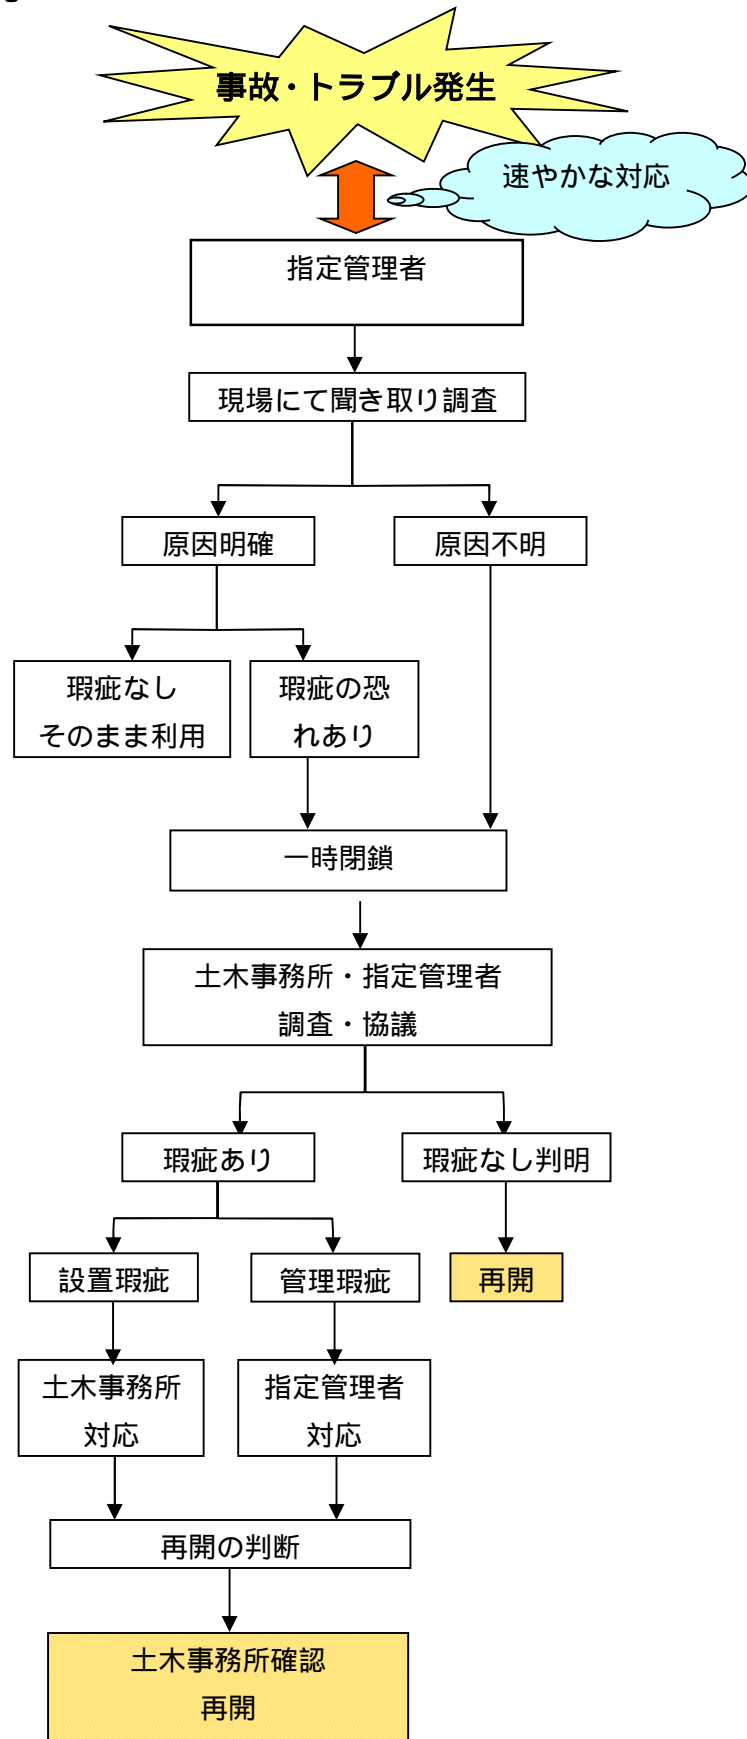 事故・トラブル発生
速やかな対応
指定管理者
現場にて聞き取り調査
原因明確
原因不明
瑕疵なし
そのまま利用
瑕疵の恐
れあり
一時閉鎖
土木事務所・指定管理者
調査・協議
瑕疵あり
瑕疵なし判明
設置瑕疵
管理瑕疵
再開
土木事務所
対応
指定管理者
対応
再開の判断
土木事務所確認
再開